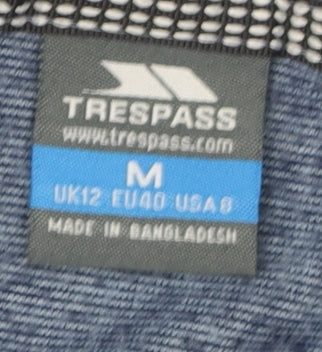 TRESPASS
www.trespass.com
M
UK12 EU40 USA8
MADE IN BANGLADESH